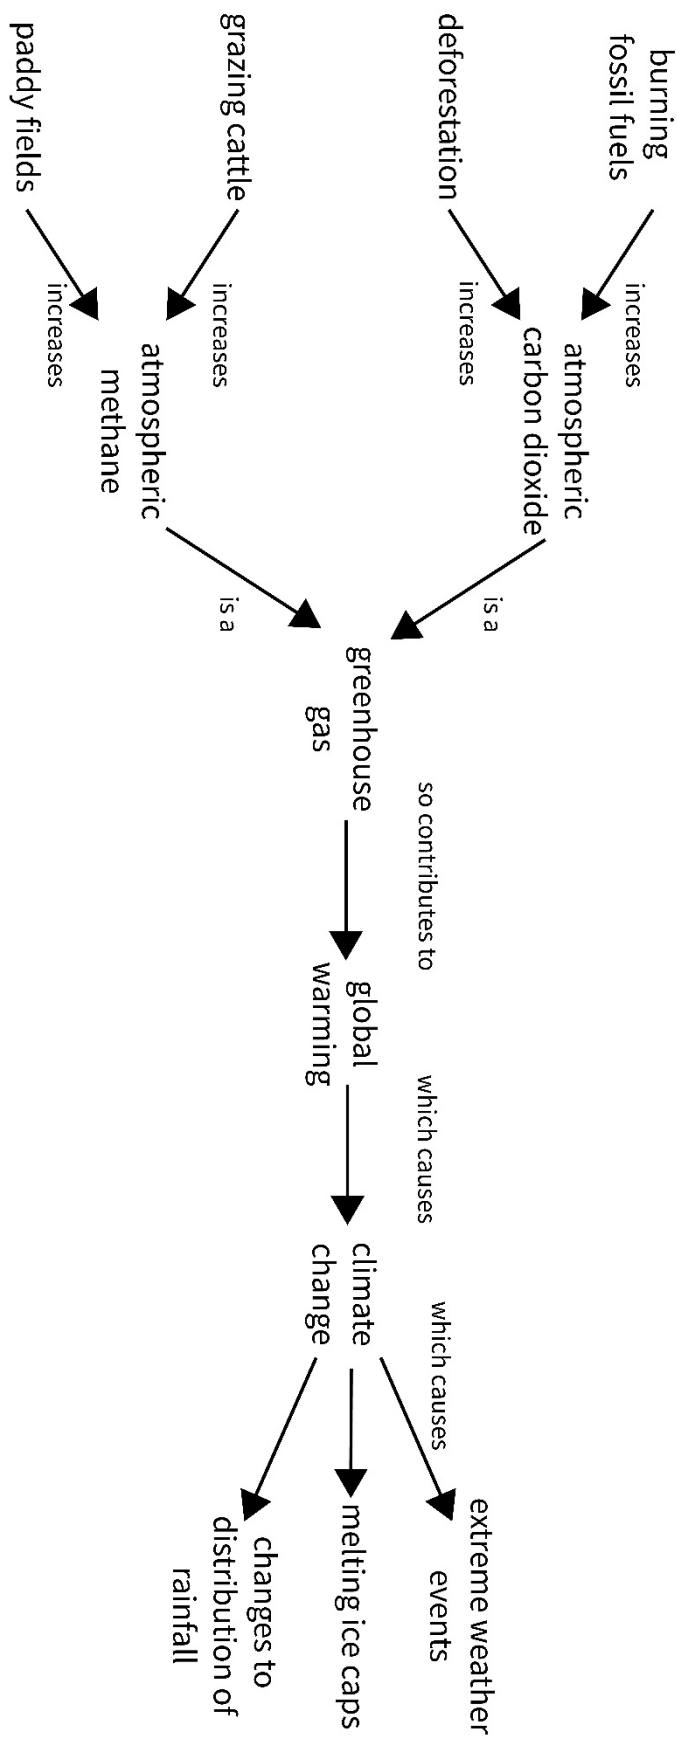 burning
fossil fuels
increases
deforestation
increases
atmospheric
carbon dioxide
is a
grazing cattle
increases
paddy fields
increases
atmospheric
methane
is a
greenhouse
gas
so contributes to
global
warming
which causes
climate
change
which causes
extreme weather
events
melting ice caps
changes to
distribution of
rainfall